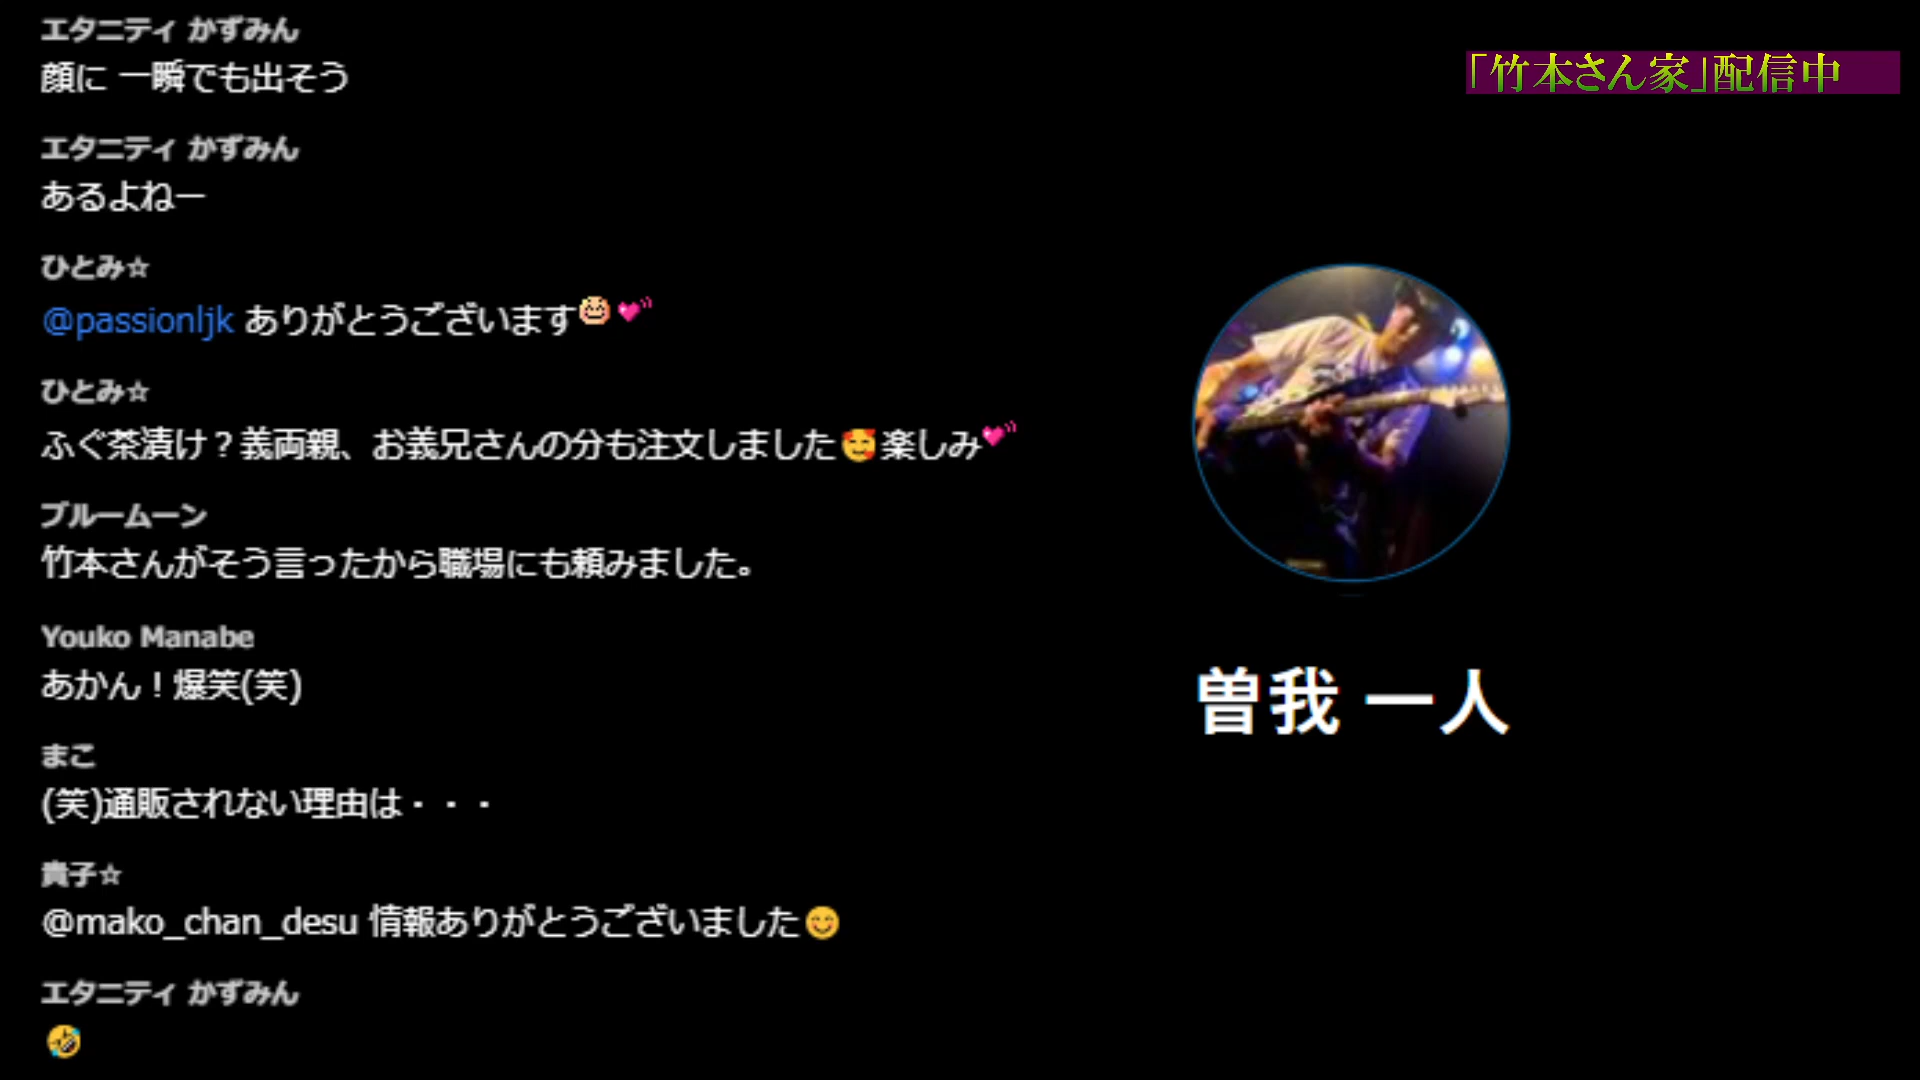 エタニティ かずみん
顔に 一瞬でも出そう
エタニティ かずみん
あるよねー
ひとみ☆
@passionljk ありがとうございます😊💕
ひとみ☆
ふぐ茶漬け？義両親、お義兄さんの分も注文しました🥰楽しみ💕
ブルームーン
竹本さんがそう言ったから職場にも頼みました。
Youko Manabe
あかん！爆笑(笑)
まこ
(笑)通販されない理由は・・・
貴子☆
@mako_chan_desu 情報ありがとうございました😊
エタニティ かずみん
🤣
「竹本さん家」配信中
曽我 一人